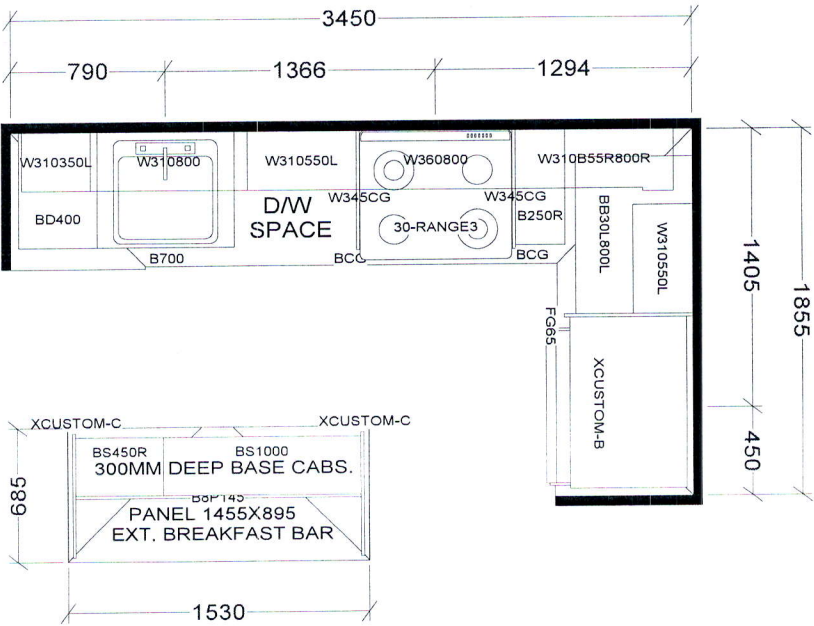 3450
790
1366
1294
W310350L
W310800
W310550L
W360800
W310B55R800R
W345CG
W345CG
BD400
D/W
SPACE
30-RANGE3
B250R
BB30L800L
W310550L
B700
BCG
BCG
1405
1855
FG65
XCUSTOM-B
450
XCUSTOM-C
XCUSTOM-C
BS450R
BS1000
300MM DEEP BASE CABS.
685
PANEL 1455X895
EXT. BREAKFAST BAR
1530